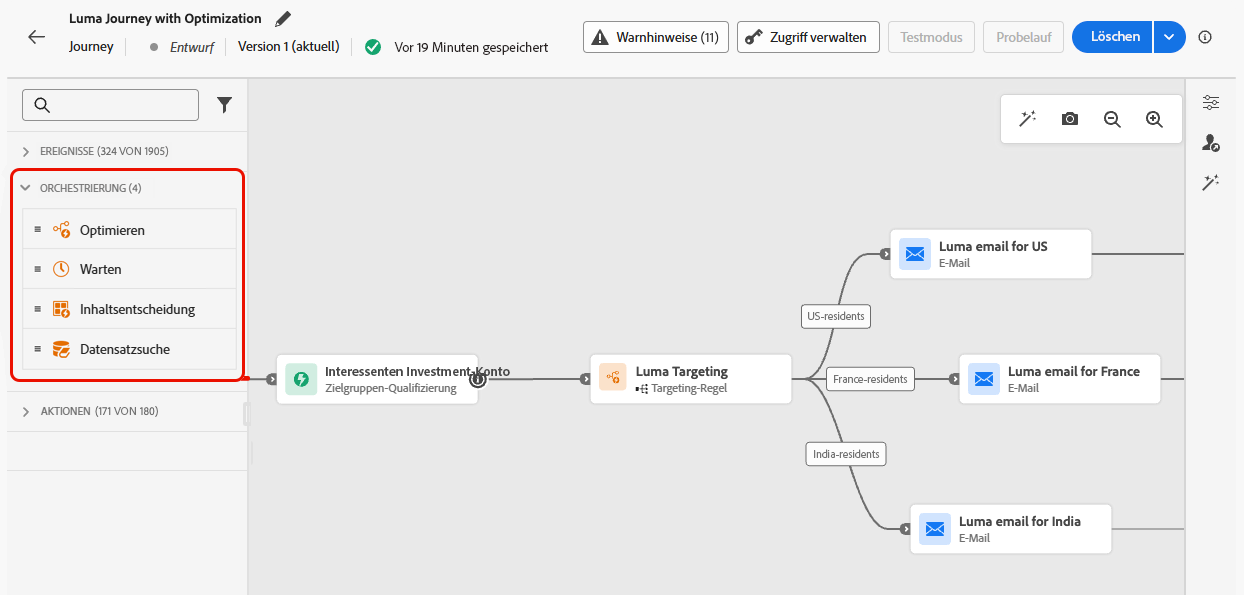 Luma Journey with Optimization
Journey
Entwurf
Version 1 (aktuell)
Vor 19 Minuten gespeichert
Warnhinweise (11)
Zugriff verwalten
Testmodus
Probelauf
Löschen
EREIGNISSE (324 VON 1905)
ORCHESTRIERUNG (4)
Optimieren
Warten
Inhaltsentscheidung
Datensatzsuche
AKTIONEN (171 VON 180)
Interessenten Investment-Konto
Zielgruppen-Qualifizierung
Luma Targeting
Targeting-Regel
US-residents
France-residents
India-residents
Luma email for US
E-Mail
Luma email for France
E-Mail
Luma email for India
E-Mail